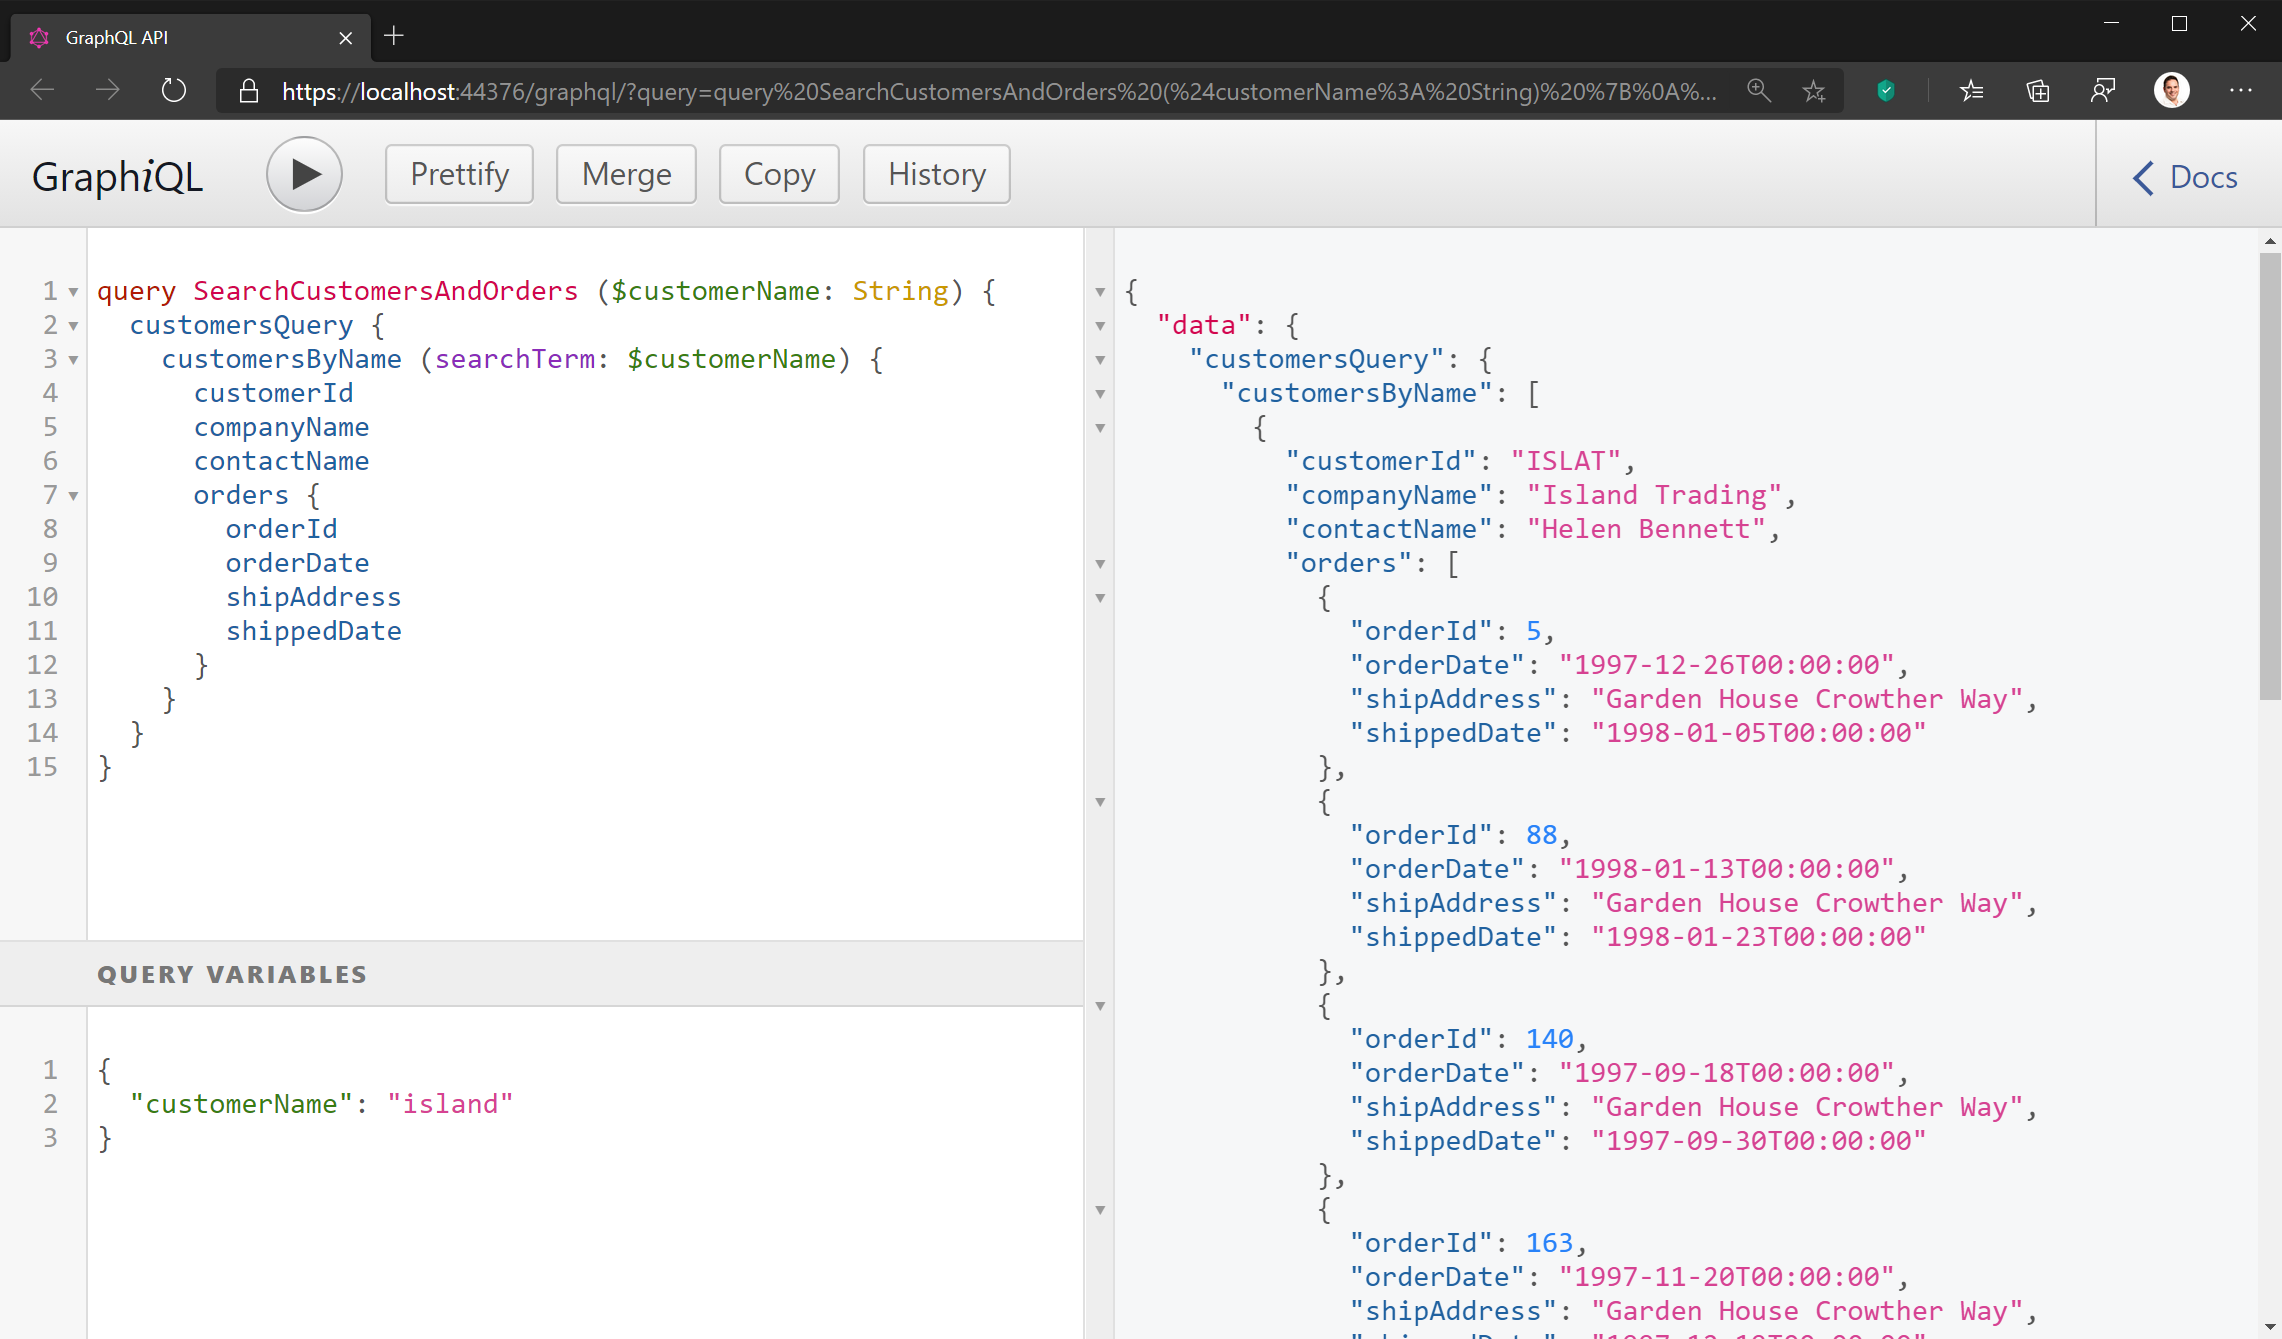 GraphQL API
https://localhost:44376/graphql/?query=query%20SearchCustomersAndOrders%20(%24customerName%3A%20String)%20%7B%0A%...
GraphiQL
Prettify
Merge
Copy
History
Docs
1 query SearchCustomersAndOrders ($customerName: String) {
2 customersQuery {
3 customersByName (searchTerm: $customerName) {
4 customerId
5 companyName
6 contactName
7 orders {
8 orderId
9 orderDate
10 shipAddress
11 shippedDate
12 }
13 }
14 }
15 }
QUERY VARIABLES
1 {
2 "customerName": "island"
3 }
{
"data": {
"customersQuery": {
"customersByName": [
{
"customerId": "ISLAT",
"companyName": "Island Trading",
"contactName": "Helen Bennett",
"orders": [
{
"orderId": 5,
"orderDate": "1997-12-26T00:00:00",
"shipAddress": "Garden House Crowther Way",
"shippedDate": "1998-01-05T00:00:00"
},
{
"orderId": 88,
"orderDate": "1998-01-13T00:00:00",
"shipAddress": "Garden House Crowther Way",
"shippedDate": "1998-01-23T00:00:00"
},
{
"orderId": 140,
"orderDate": "1997-09-18T00:00:00",
"shipAddress": "Garden House Crowther Way",
"shippedDate": "1997-09-30T00:00:00"
},
{
"orderId": 163,
"orderDate": "1997-11-20T00:00:00",
"shipAddress": "Garden House Crowther Way",